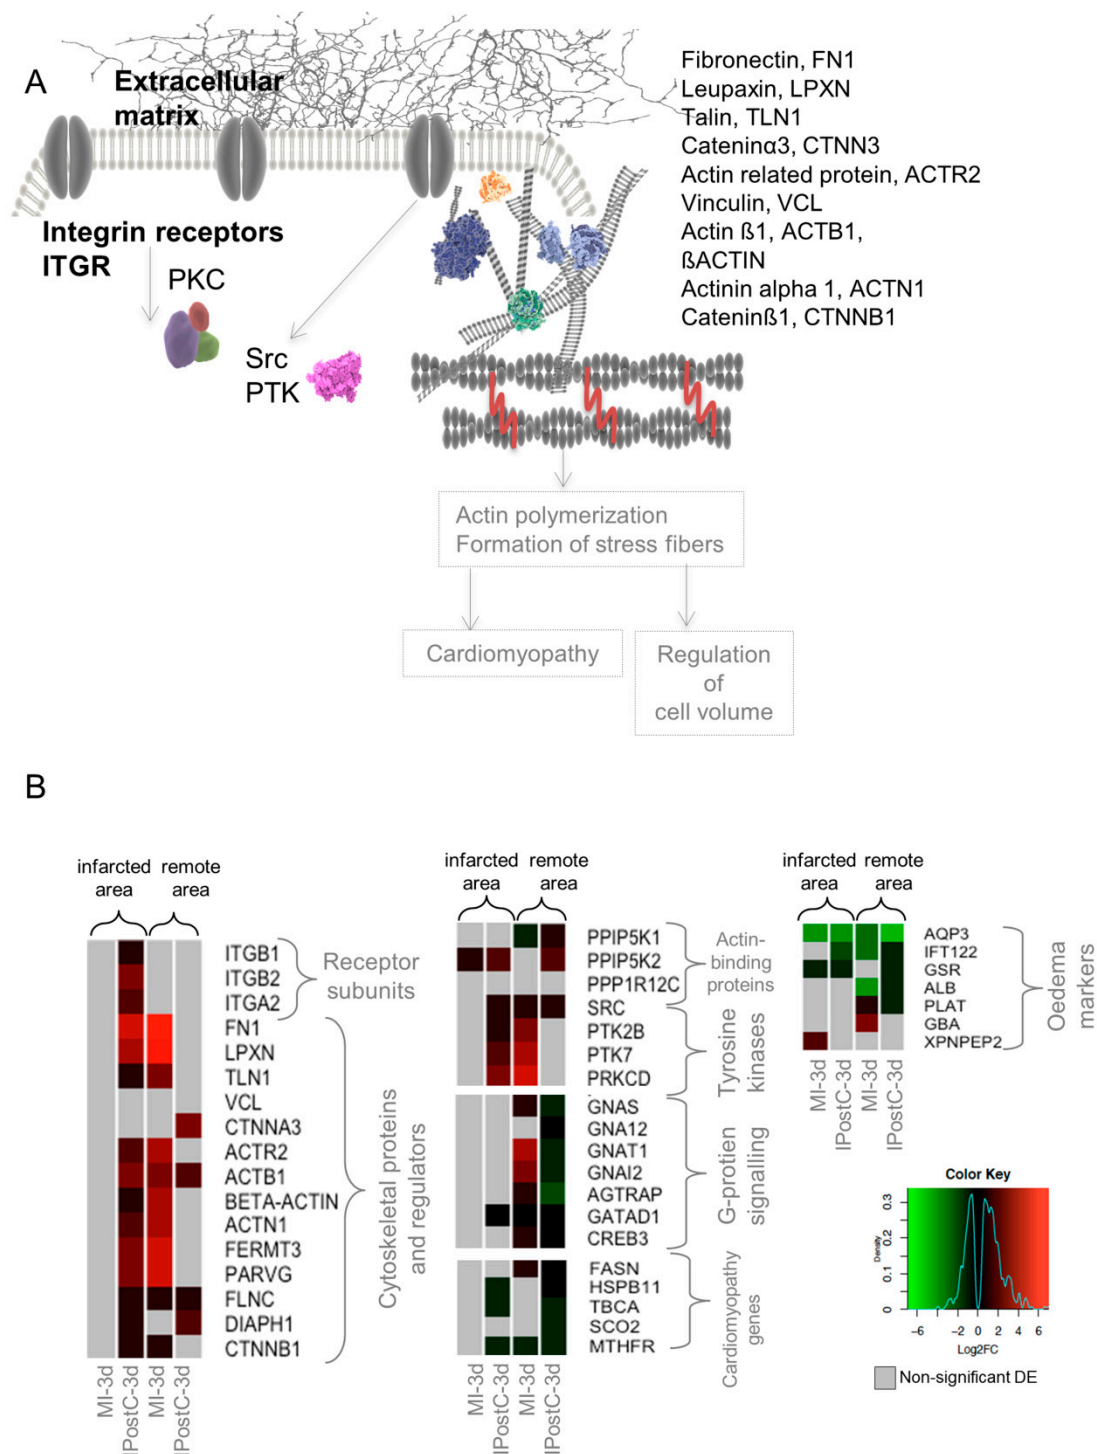 A
Extracellular
matrix
Integrin receptors
ITGR
PKC
Src
PTK
Fibronectin, FN1
Leupaxin, LPXN
Talin, TLN1
Cateninα3, CTNN3
Actin related protein, ACTR2
Vinculin, VCL
Actin ß1, ACTB1,
ßACTIN
Actinin alpha 1, ACTN1
Cateninß1, CTNNB1
Actin polymerization
Formation of stress fibers
Cardiomyopathy
Regulation
of
cell volume
B
infarcted
area
remote
area
ITGB1
ITGB2
ITGA2
FN1
LPXN
TLN1
VCL
CTNNA3
ACTR2
ACTB1
BETA-ACTIN
ACTN1
FERMT3
PARVG
FLNC
DIAPH1
CTNNB1
Receptor
subunits
Cytoskeletal proteins
and regulators
MI-3d
IPostC-3d
MI-3d
IPostC-3d
infarcted
area
remote
area
PPIP5K1
PPIP5K2
PPP1R12C
SRC
PTK2B
PTK7
PRKCD
GNAS
GNA12
GNAT1
GNAI2
AGTRAP
GATAD1
CREB3
FASN
HSPB11
TBCA
SCO2
MTHFR
Actin-
binding
proteins
Tyrosine
kinases
G-protien
signalling
Cardiomyopathy
genes
MI-3d
IPostC-3d
MI-3d
IPostC-3d
infarcted
area
remote
area
AQP3
IFT122
GSR
ALB
PLAT
GBA
XPNPEP2
Oedema
markers
MI-3d
IPostC-3d
MI-3d
IPostC-3d
Color Key
Density
0.3
0.2
0.1
0
-6
-2
0
2
4
6
Log2FC
Non-significant DE